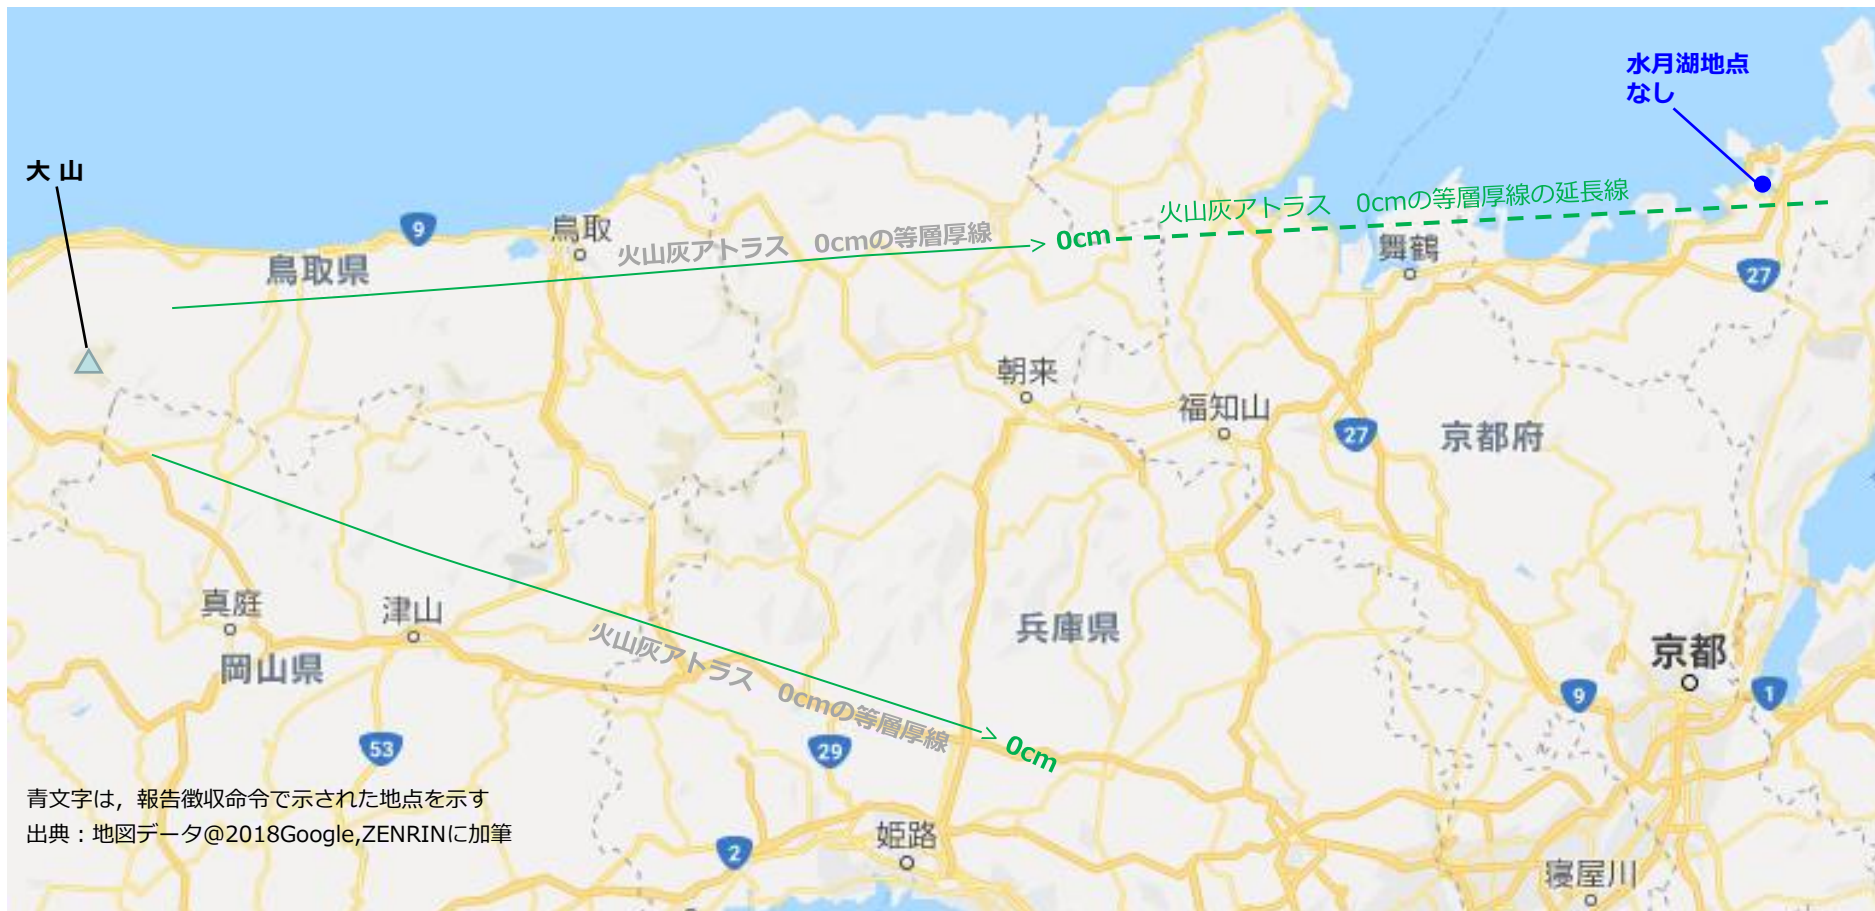 水月湖地点
なし
大 山
火山灰アトラス 0cmの等層厚線の延長線
9
鳥取
火山灰アトラス 0cmの等層厚線
> 0cm
舞鶴
鳥取県
27
朝来
福知山
27
京都府
真庭
津山
火山灰アトラス 0cmの等層厚線
> 0cm
兵庫県
岡山県
京都
9
1
53
29
青文字は，報告徴収命令で示された地点を示す
出典：地図データ@2018Google,ZENRINに加筆
2
姫路
寝屋川